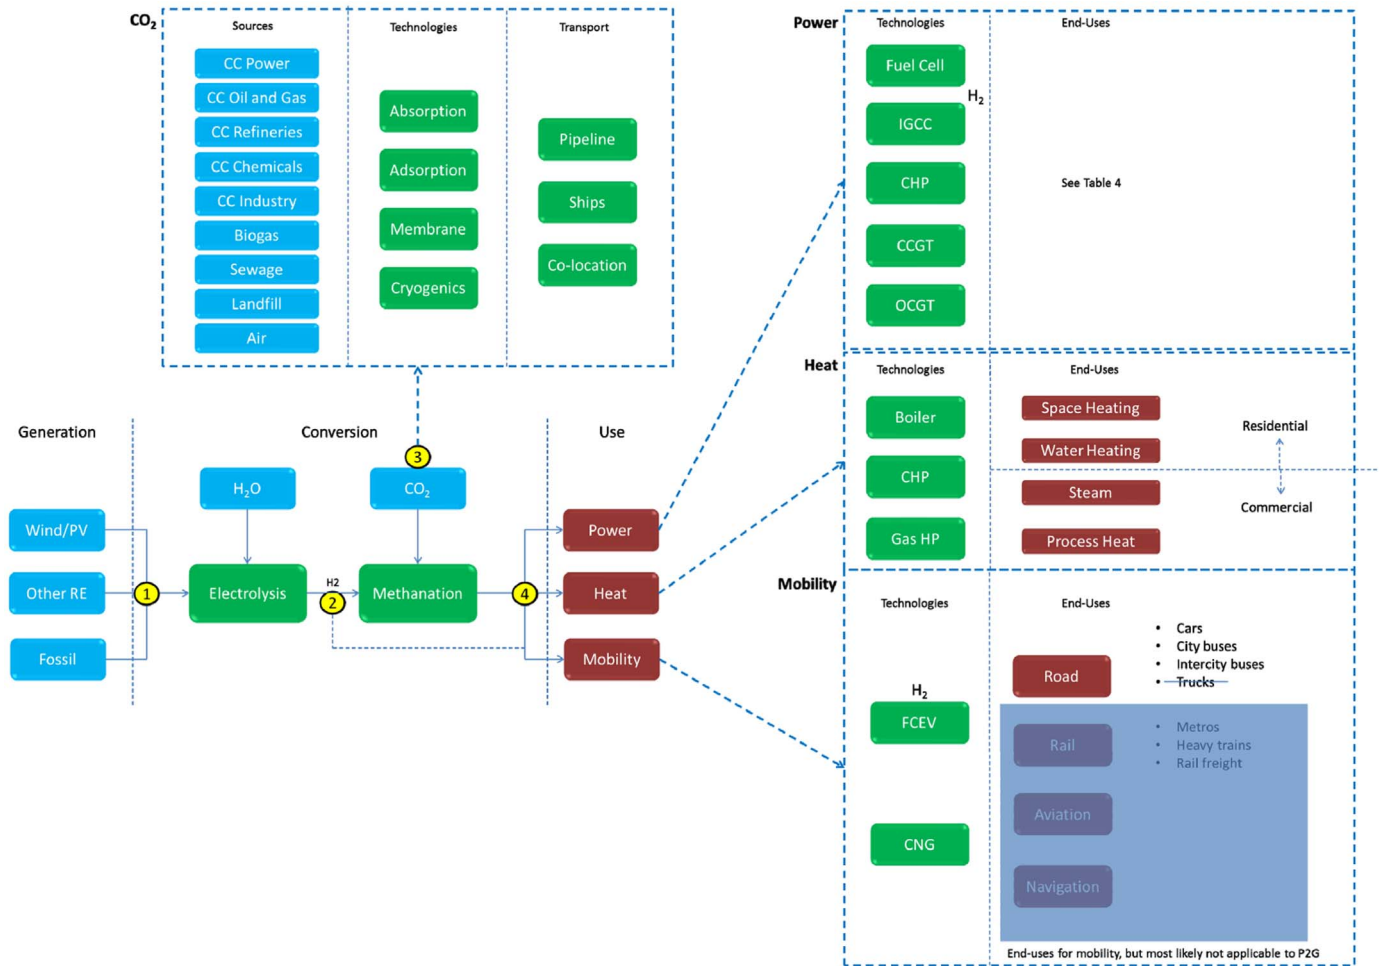 CO₂
Sources
Technologies
Transport
CC Power
CC Oil and Gas
CC Refineries
CC Chemicals
CC Industry
Biogas
Sewage
Landfill
Air
Absorption
Adsorption
Membrane
Cryogenics
Pipeline
Ships
Co-location
Generation
Conversion
Use
3
H₂O
CO₂
Wind/PV
Other RE
Fossil
1
Electrolysis
H2
2
Methanation
4
Power
Heat
Mobility
Power
Technologies
End-Uses
Fuel Cell
H₂
IGCC
CHP
CCGT
OCGT
See Table 4
Heat
Technologies
End-Uses
Boiler
CHP
Gas HP
Space Heating
Water Heating
Steam
Process Heat
Residential
Commercial
Mobility
Technologies
End-Uses
H₂
FCEV
CNG
Road
• Cars
• City buses
• Intercity buses
• Trucks
Rail
• Metros
• Heavy trains
• Rail freight
Aviation
Navigation
End-uses for mobility, but most likely not applicable to P2G